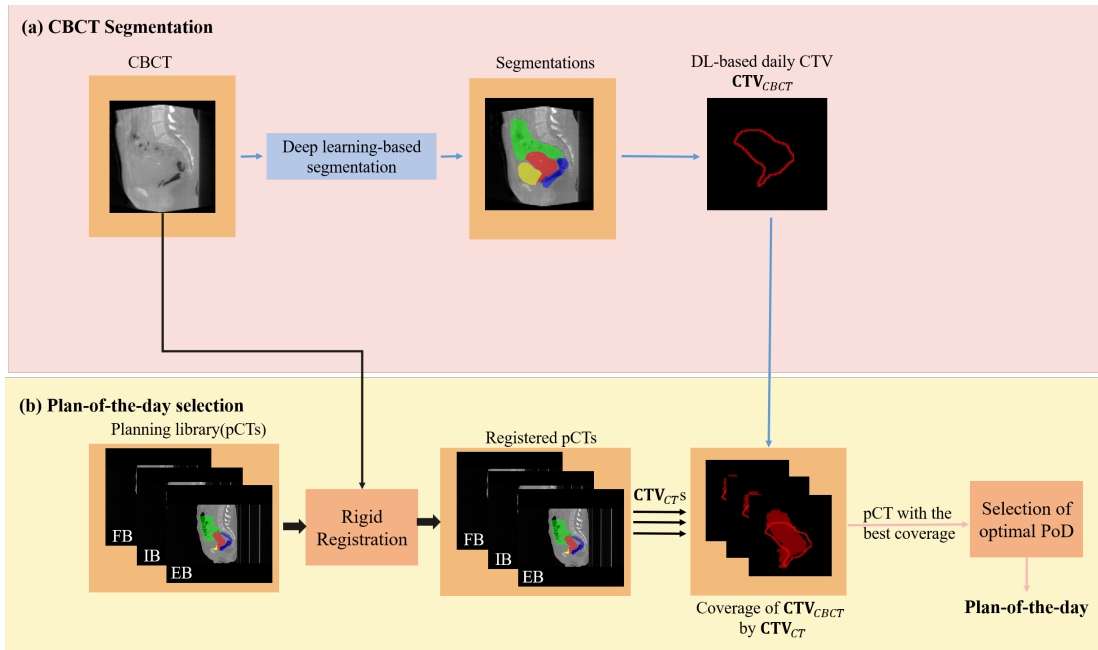 (a) CBCT Segmentation
CBCT
Segmentations
DL-based daily CTV
CTV_CBCT
Deep learning-based
segmentation
(b) Plan-of-the-day selection
Planning library(pCTs)
FB
IB
EB
Rigid
Registration
Registered pCTs
FB
IB
EB
CTV_CTs
Coverage of CTV_CBCT
by CTV_CT
pCT with the
best coverage
Selection of
optimal PoD
Plan-of-the-day